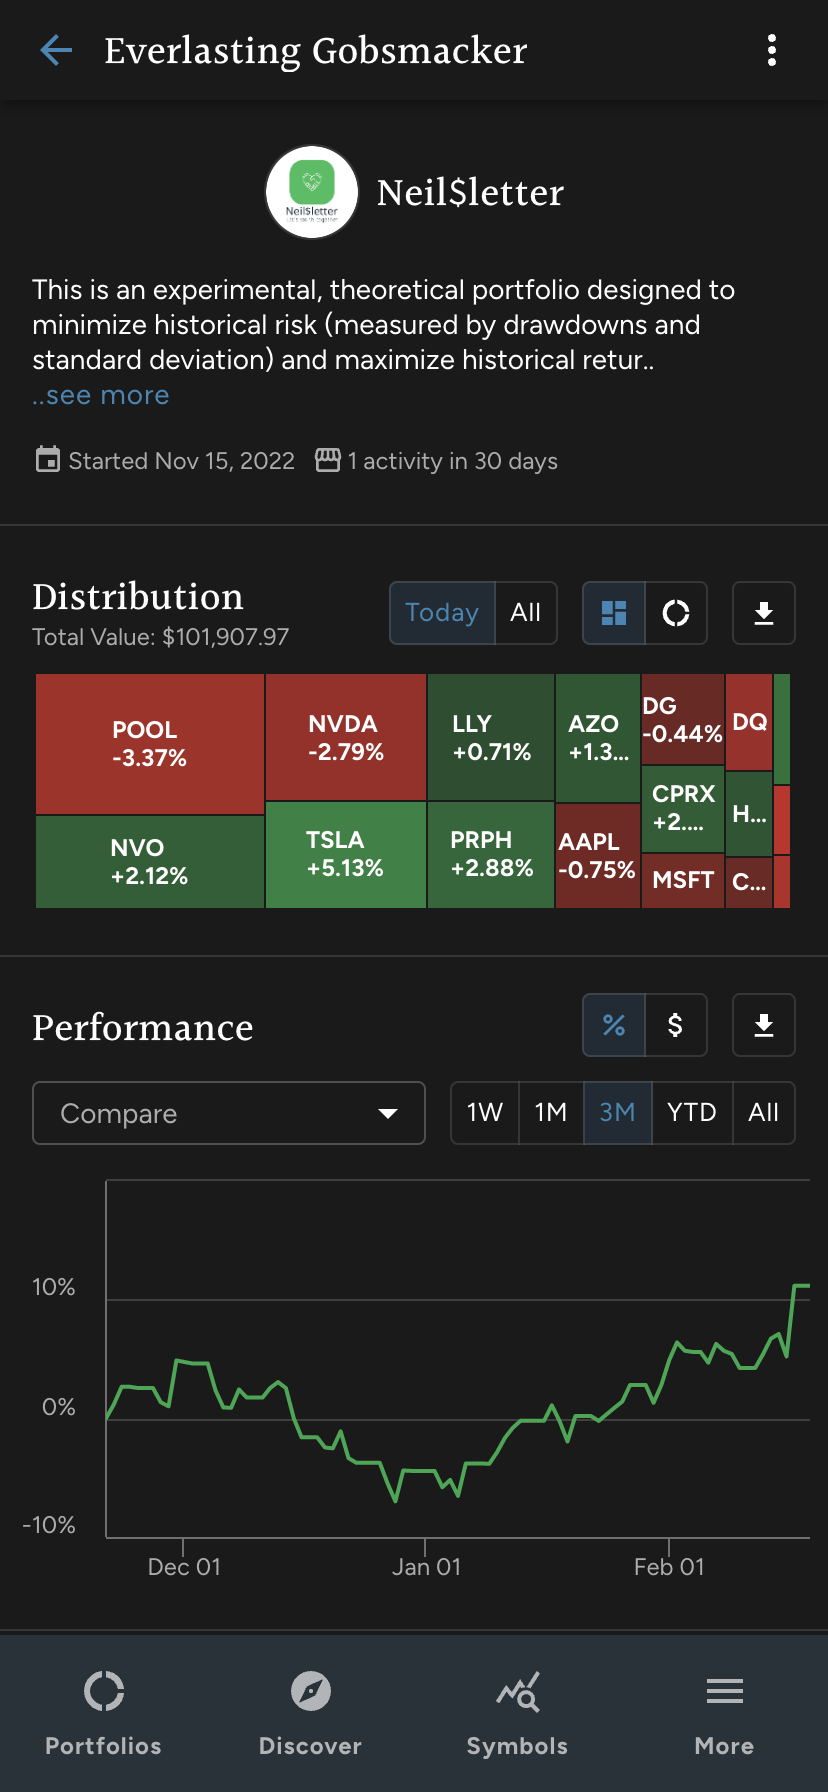 Everlasting Gobsmacker
Neil$letter
Neil$letter
This is an experimental, theoretical portfolio designed to
minimize historical risk (measured by drawdowns and
standard deviation) and maximize historical retur..
..see more
Started Nov 15, 2022 1 activity in 30 days
Distribution
Total Value: $101,907.97
Today All
POOL
-3.37%
NVDA
-2.79%
LLY
+0.71%
AZO
+1.3...
DG
-0.44%
DQ
NVO
+2.12%
TSLA
+5.13%
PRPH
+2.88%
AAPL
-0.75%
CPRX
+2....
MSFT
H...
C...
Performance
% $
Compare
1W 1M 3M YTD All
10%
0%
-10%
Dec 01 Jan 01 Feb 01
Portfolios Discover Symbols More